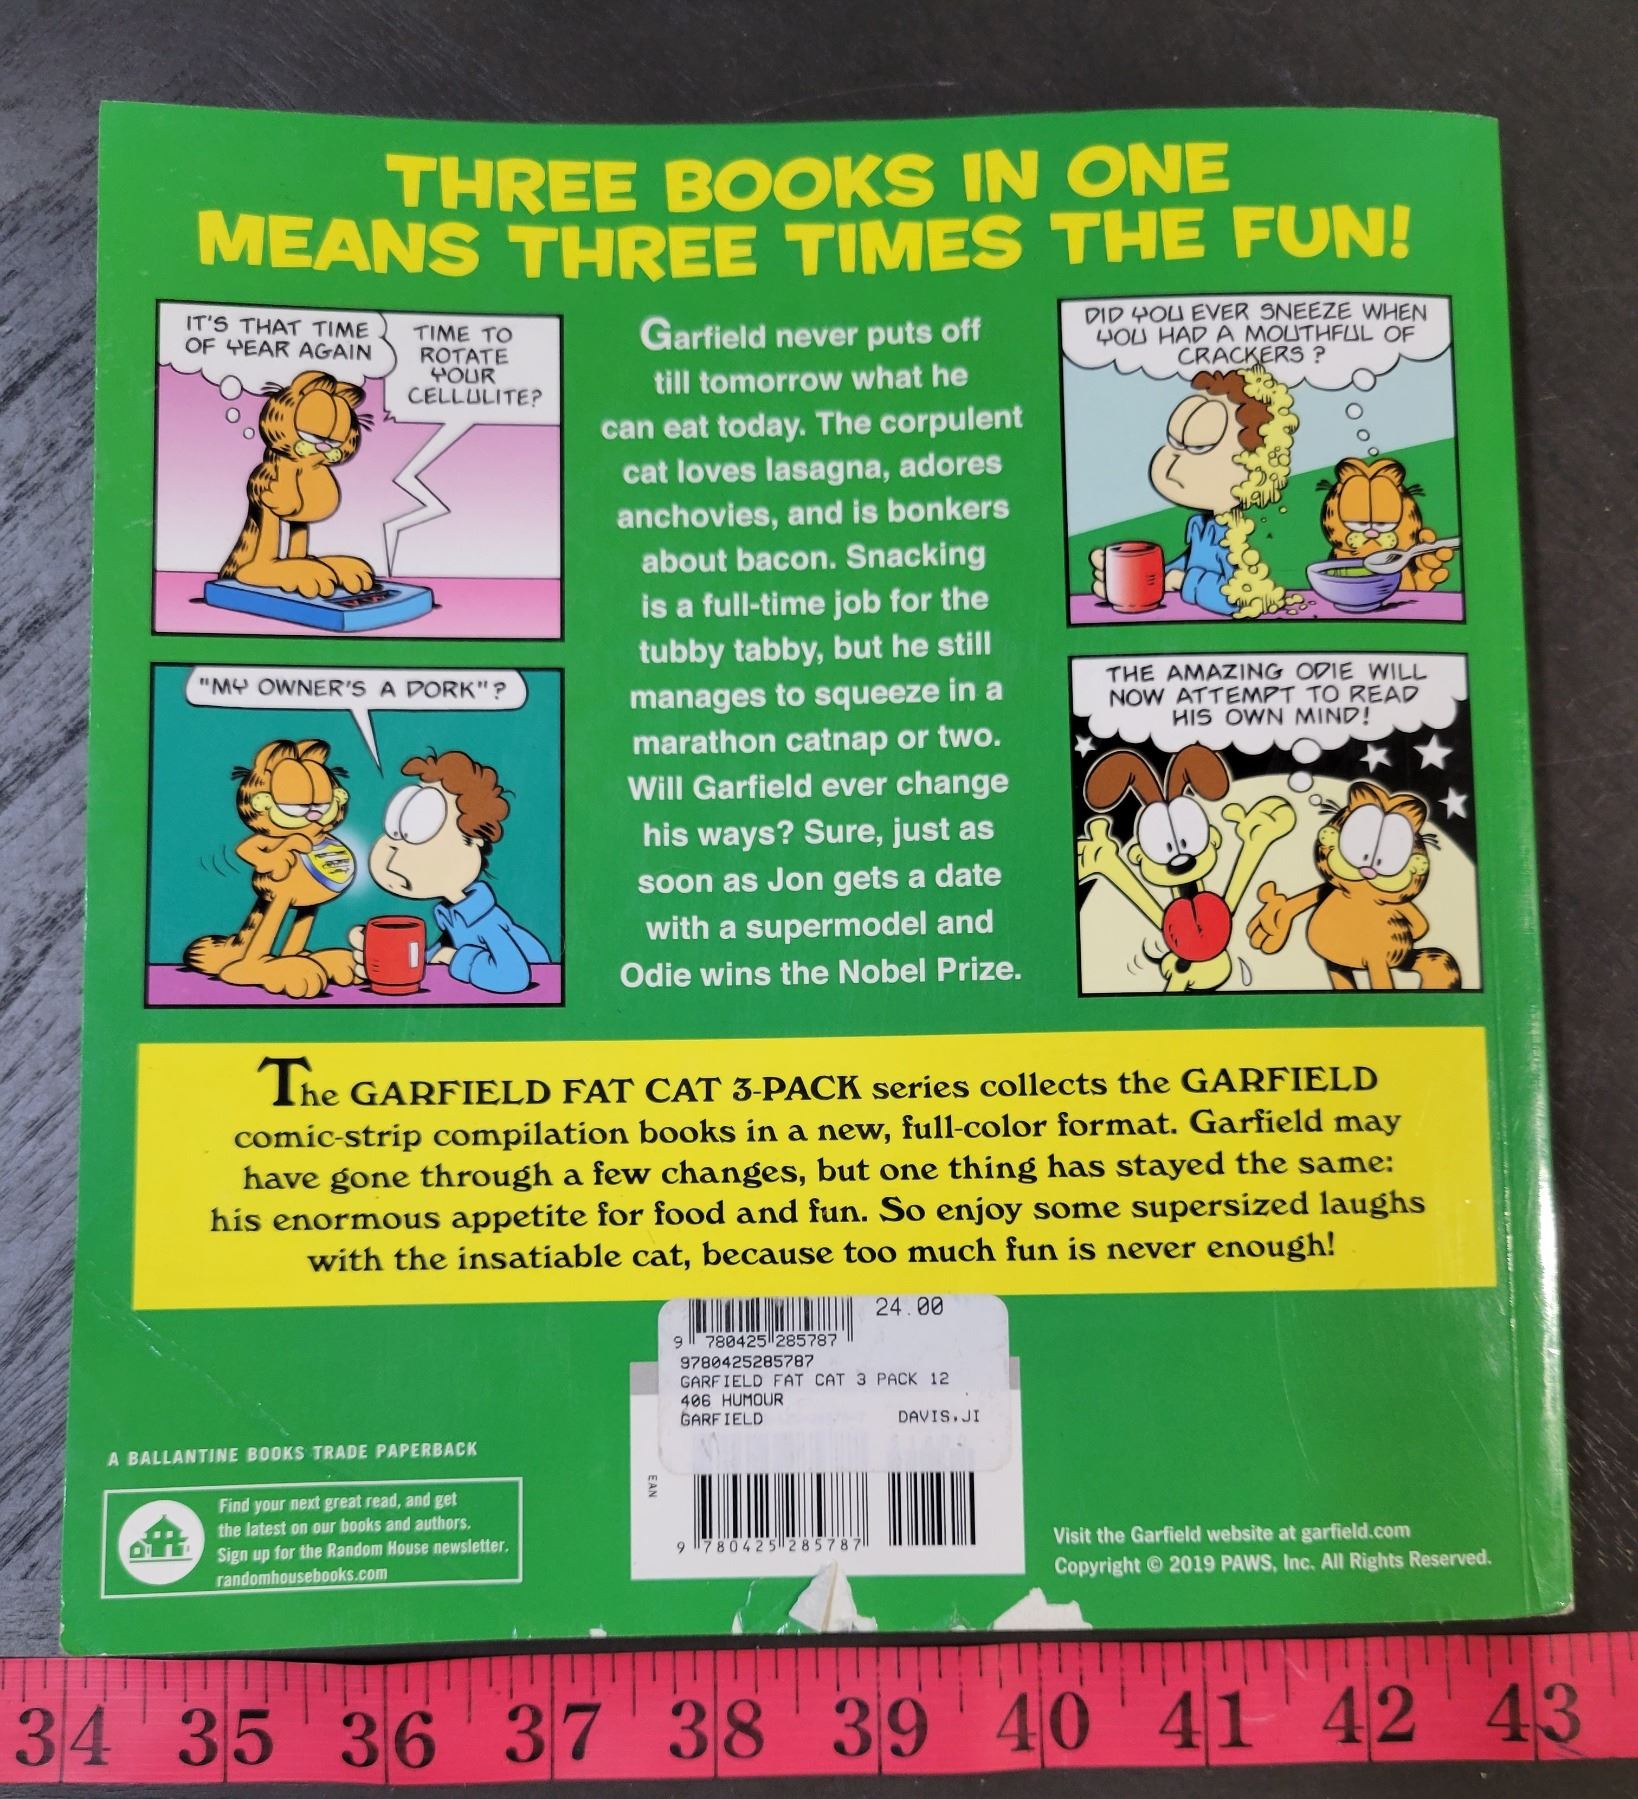 THREE BOOKS IN ONE
MEANS THREE TIMES THE FUN!
IT'S THAT TIME
OF YEAR AGAIN
TIME TO
ROTATE
YOUR
CELLULITE?
"MY OWNER'S A DORK"?
Garfield never puts off
till tomorrow what he
can eat today. The corpulent
cat loves lasagna, adores
anchovies, and is bonkers
about bacon. Snacking
is a full-time job for the
tubby tabby, but he still
manages to squeeze in a
marathon catnap or two.
Will Garfield ever change
his ways? Sure, just as
soon as Jon gets a date
with a supermodel and
Odie wins the Nobel Prize.
DID YOU EVER SNEEZE WHEN
YOU HAD A MOUTHFUL OF
CRACKERS?
THE AMAZING ODIE WILL
NOW ATTEMPT TO READ
HIS OWN MIND!
The GARFIELD FAT CAT 3-PACK series collects the GARFIELD
comic-strip compilation books in a new, full-color format. Garfield may
have gone through a few changes, but one thing has stayed the same:
his enormous appetite for food and fun. So enjoy some supersized laughs
with the insatiable cat, because too much fun is never enough!
24.00
9 780425 285787
9780425285787
GARFIELD FAT CAT 3 PACK 12
406 HUMOUR
GARFIELD DAVIS,JI
EAN
9 780425 285787
A BALLANTINE BOOKS TRADE PAPERBACK
Find your next great read, and get
the latest on our books and authors.
Sign up for the Random House newsletter.
randomhousebooks.com
Visit the Garfield website at garfield.com
Copyright © 2019 PAWS, Inc. All Rights Reserved.
34 35 36 37 38 39 40 41 42 43